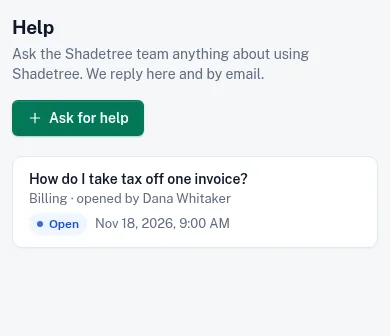 Help
Ask the Shadetree team anything about using
Shadetree. We reply here and by email.
+ Ask for help
How do I take tax off one invoice?
Billing · opened by Dana Whitaker
Open Nov 18, 2026, 9:00 AM